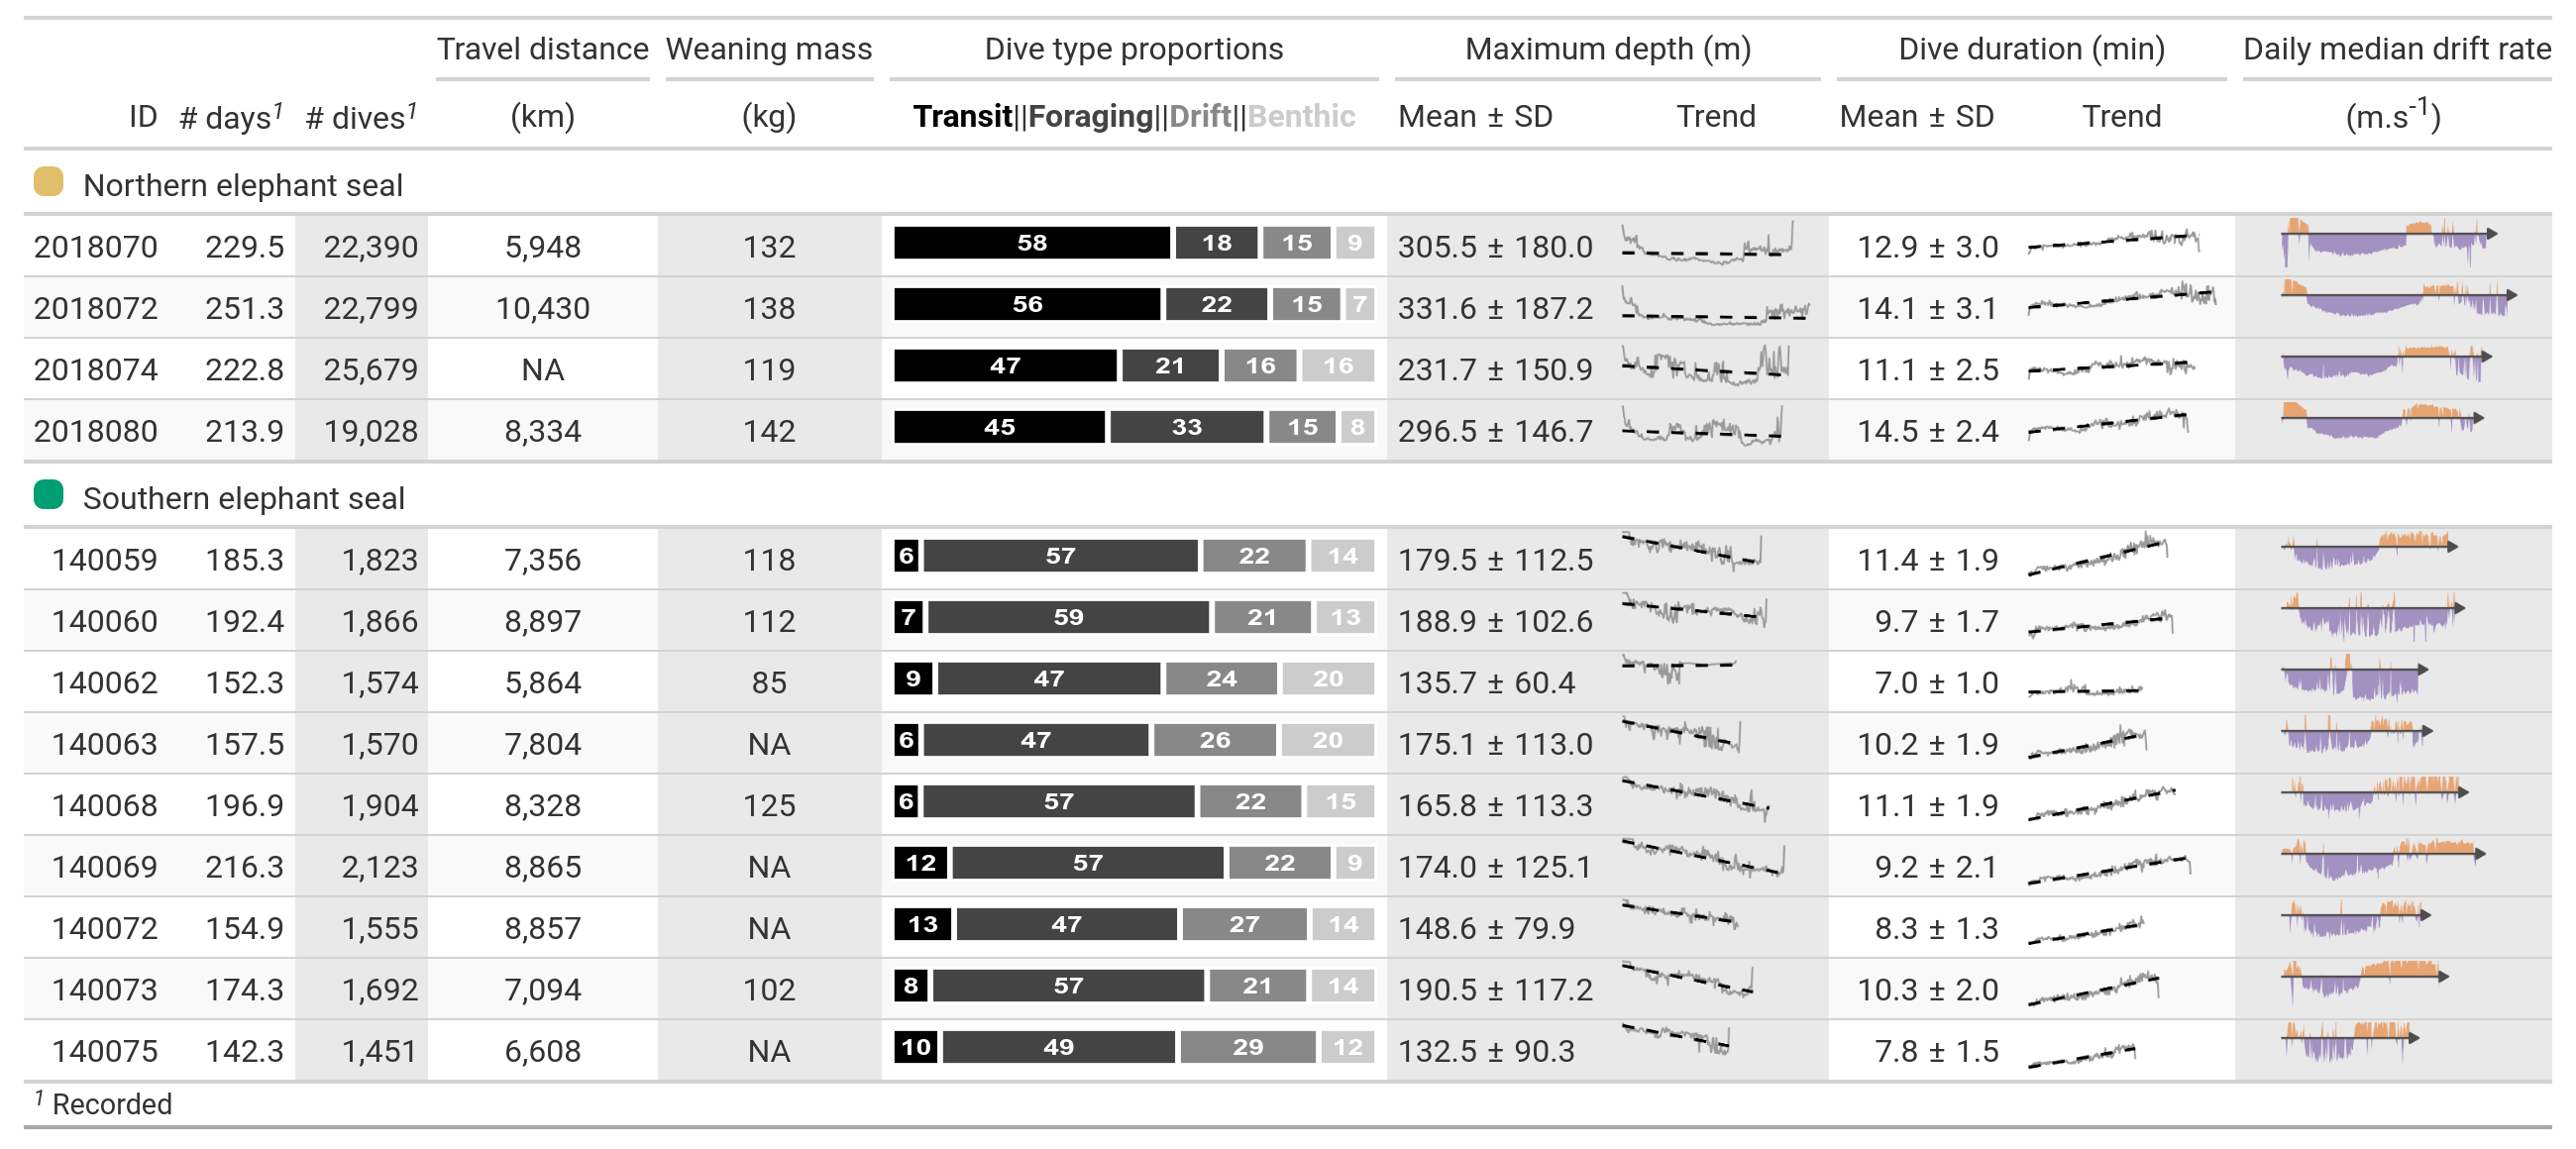 Travel distance Weaning mass Dive type proportions Maximum depth (m) Dive duration (min) Daily median drift rate
ID # days¹ # dives¹ (km) (kg) Transit||Foraging||Drift||Benthic Mean ± SD Trend Mean ± SD Trend (m.s⁻¹)
Northern elephant seal
2018070 229.5 22,390 5,948 132 58 18 15 9 305.5 ± 180.0 12.9 ± 3.0
2018072 251.3 22,799 10,430 138 56 22 15 7 331.6 ± 187.2 14.1 ± 3.1
2018074 222.8 25,679 NA 119 47 21 16 16 231.7 ± 150.9 11.1 ± 2.5
2018080 213.9 19,028 8,334 142 45 33 15 8 296.5 ± 146.7 14.5 ± 2.4
Southern elephant seal
140059 185.3 1,823 7,356 118 6 57 22 14 179.5 ± 112.5 11.4 ± 1.9
140060 192.4 1,866 8,897 112 7 59 21 13 188.9 ± 102.6 9.7 ± 1.7
140062 152.3 1,574 5,864 85 9 47 24 20 135.7 ± 60.4 7.0 ± 1.0
140063 157.5 1,570 7,804 NA 6 47 26 20 175.1 ± 113.0 10.2 ± 1.9
140068 196.9 1,904 8,328 125 6 57 22 15 165.8 ± 113.3 11.1 ± 1.9
140069 216.3 2,123 8,865 NA 12 57 22 9 174.0 ± 125.1 9.2 ± 2.1
140072 154.9 1,555 8,857 NA 13 47 27 14 148.6 ± 79.9 8.3 ± 1.3
140073 174.3 1,692 7,094 102 8 57 21 14 190.5 ± 117.2 10.3 ± 2.0
140075 142.3 1,451 6,608 NA 10 49 29 12 132.5 ± 90.3 7.8 ± 1.5
¹ Recorded